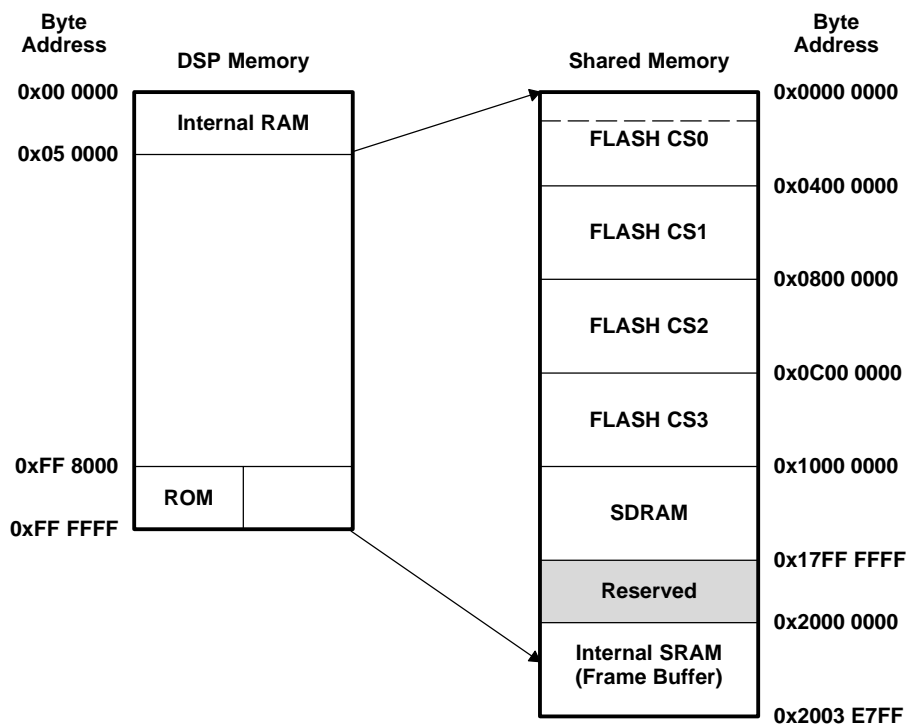 Byte
Address
DSP Memory
0x00 0000
Internal RAM
0x05 0000
0xFF 8000
ROM
0xFF FFFF
Byte
Address
Shared Memory
0x0000 0000
FLASH CS0
0x0400 0000
FLASH CS1
0x0800 0000
FLASH CS2
0x0C00 0000
FLASH CS3
0x1000 0000
SDRAM
0x17FF FFFF
Reserved
0x2000 0000
Internal SRAM
(Frame Buffer)
0x2003 E7FF